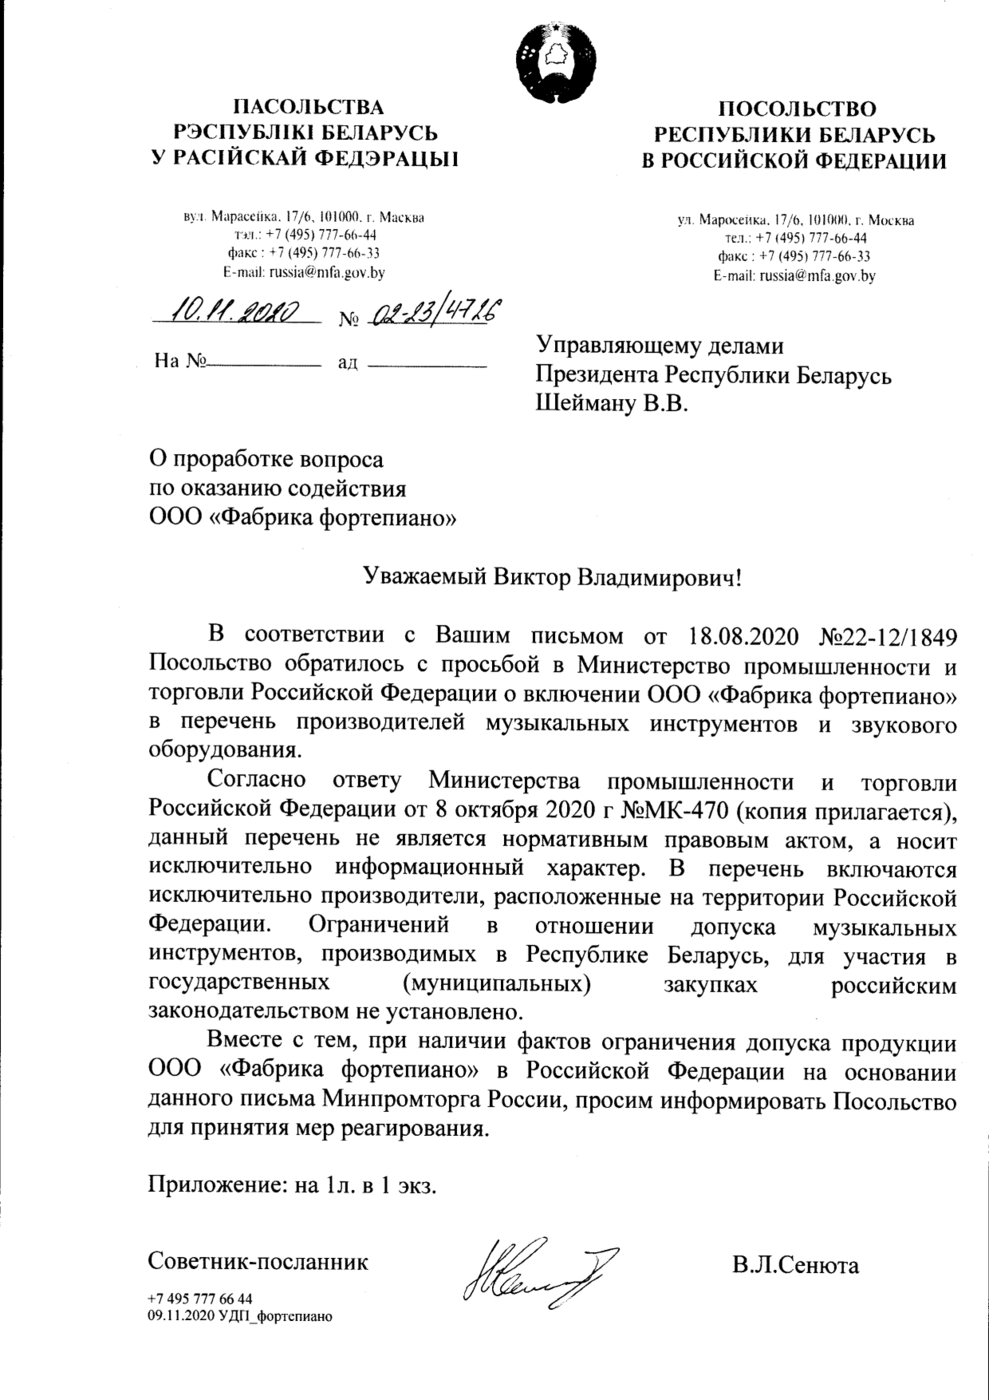 ПАСОЛЬСТВА
РЭСПУБЛІКІ БЕЛАРУСЬ
У РАСІЙСКАЙ ФЕДЭРАЦЫІ
вул. Марасейка, 17/6, 101000, г. Масква
тэл.: +7 (495) 777-66-44
факс : +7 (495) 777-66-33
E-mail: russia@mfa.gov.by
ПОСОЛЬСТВО
РЕСПУБЛИКИ БЕЛАРУСЬ
В РОССИЙСКОЙ ФЕДЕРАЦИИ
ул. Маросейка, 17/6, 101000, г. Москва
тел.: +7 (495) 777-66-44
факс : +7 (495) 777-66-33
E-mail: russia@mfa.gov.by
10.11.2020 № 02-23/4726
На № ад
Управляющему делами
Президента Республики Беларусь
Шейману В.В.
О проработке вопроса
по оказанию содействия
ООО «Фабрика фортепиано»
Уважаемый Виктор Владимирович!
В соответствии с Вашим письмом от 18.08.2020 №22-12/1849
Посольство обратилось с просьбой в Министерство промышленности и
торговли Российской Федерации о включении ООО «Фабрика фортепиано»
в перечень производителей музыкальных инструментов и звукового
оборудования.
Согласно ответу Министерства промышленности и торговли
Российской Федерации от 8 октября 2020 г №МК-470 (копия прилагается),
данный перечень не является нормативным правовым актом, а носит
исключительно информационный характер. В перечень включаются
исключительно производители, расположенные на территории Российской
Федерации. Ограничений в отношении допуска музыкальных
инструментов, производимых в Республике Беларусь, для участия в
государственных (муниципальных) закупках российским
законодательством не установлено.
Вместе с тем, при наличии фактов ограничения допуска продукции
ООО «Фабрика фортепиано» в Российской Федерации на основании
данного письма Минпромторга России, просим информировать Посольство
для принятия мер реагирования.
Приложение: на 1л. в 1 экз.
Советник-посланник В.Л.Сенюта
+7 495 777 66 44
09.11.2020 УДП_фортепиано